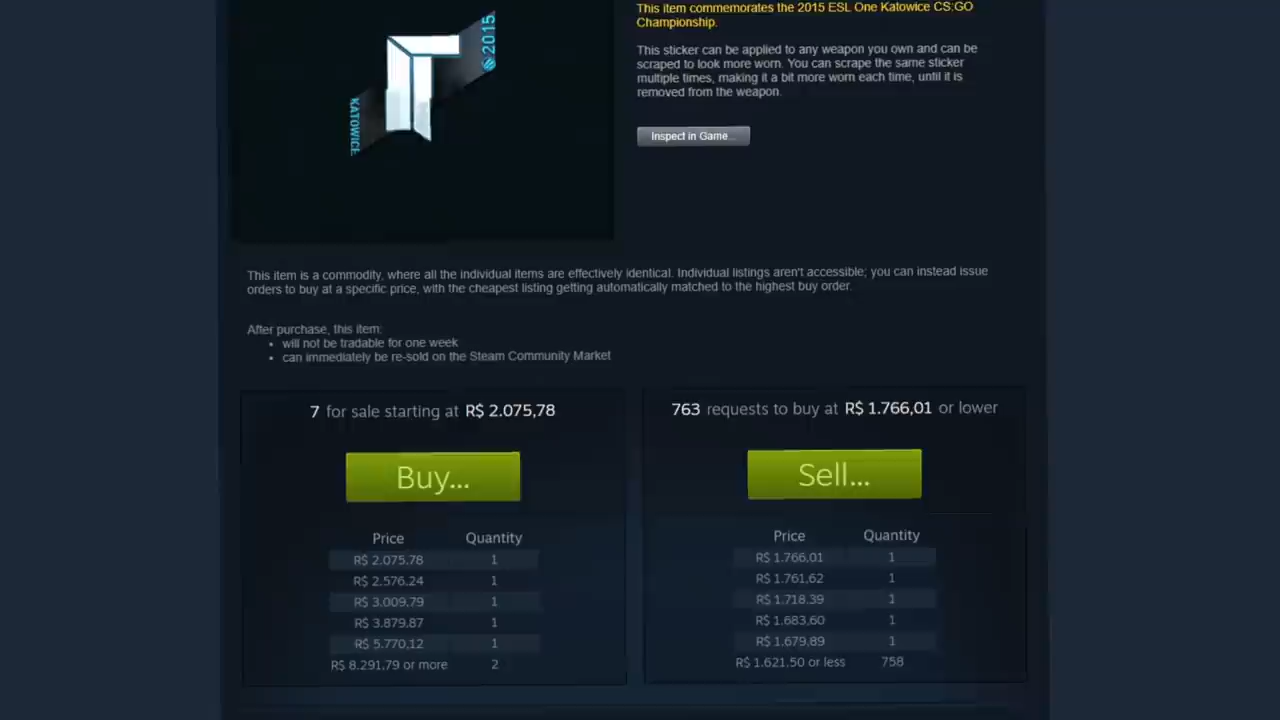 This item commemorates the 2015 ESL One Katowice CS:GO
Championship.
This sticker can be applied to any weapon you own and can be
scraped to look more worn. You can scrape the same sticker
multiple times, making it a bit more worn each time, until it is
removed from the weapon.
Inspect in Game...
KATOWICE
2015
This item is a commodity, where all the individual items are effectively identical. Individual listings aren't accessible; you can instead issue
orders to buy at a specific price, with the cheapest listing getting automatically matched to the highest buy order.
After purchase, this item:
• will not be tradable for one week
• can immediately be re-sold on the Steam Community Market
7 for sale starting at R$ 2.075,78
Buy...
Price Quantity
R$ 2.075,78 1
R$ 2.576,24 1
R$ 3.009,79 1
R$ 3.879,87 1
R$ 5.770,12 1
R$ 8.291,79 or more 2
763 requests to buy at R$ 1.766,01 or lower
Sell...
Price Quantity
R$ 1.766,01 1
R$ 1.761,62 1
R$ 1.718,39 1
R$ 1.683,60 1
R$ 1.679,89 1
R$ 1.621,50 or less 758